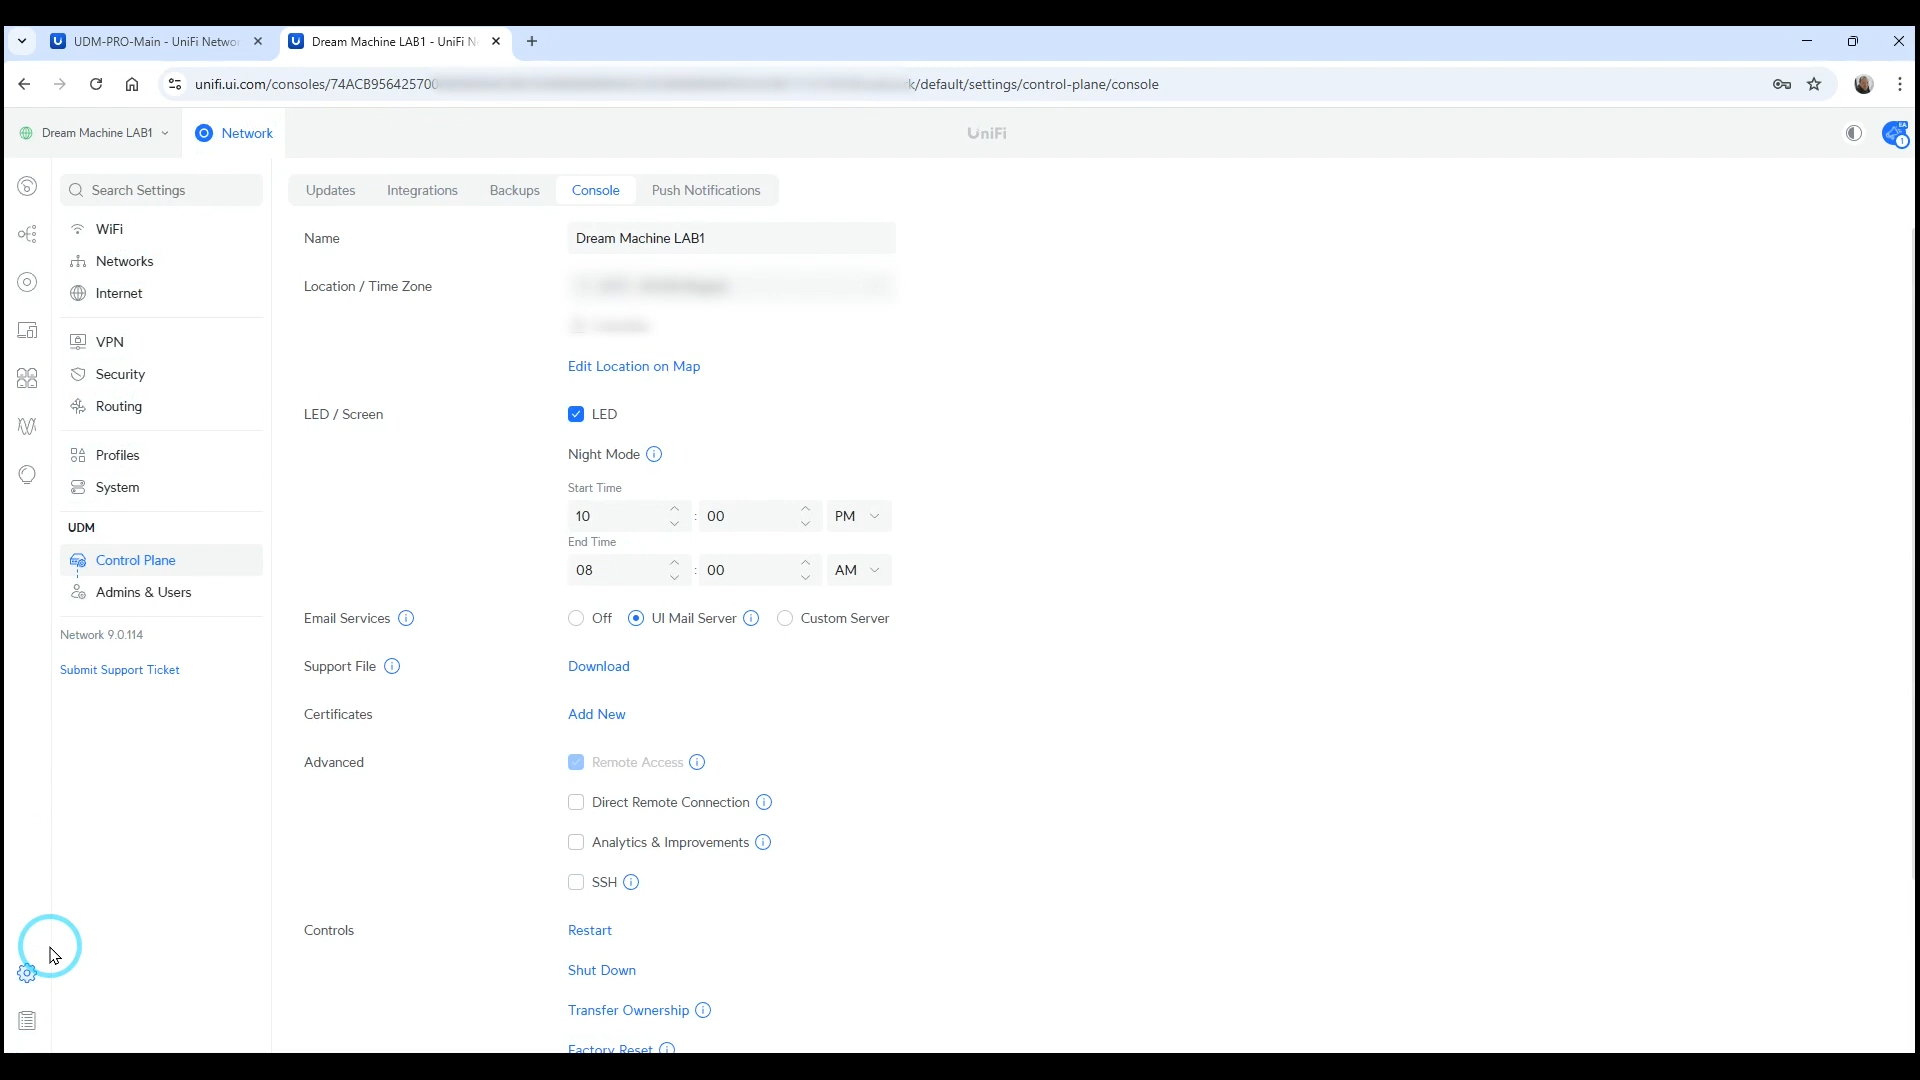 UDM-PRO-Main - UniFi Netwo
Dream Machine LAB1 - UniFi N
unifi.ui.com/consoles/74ACB956425700 k/default/settings/control-plane/console
Dream Machine LAB1
Network
UniFi
EA
1
Search Settings
Updates Integrations Backups Console Push Notifications
WiFi
Networks
Internet
VPN
Security
Routing
Profiles
System
UDM
Control Plane
Admins & Users
Network 9.0.114
Submit Support Ticket
Name Dream Machine LAB1
Location / Time Zone
Edit Location on Map
LED / Screen LED
Night Mode
Start Time
10 : 00 PM
End Time
08 : 00 AM
Email Services Off UI Mail Server Custom Server
Support File Download
Certificates Add New
Advanced Remote Access
Direct Remote Connection
Analytics & Improvements
SSH
Controls Restart
Shut Down
Transfer Ownership
Factory Reset